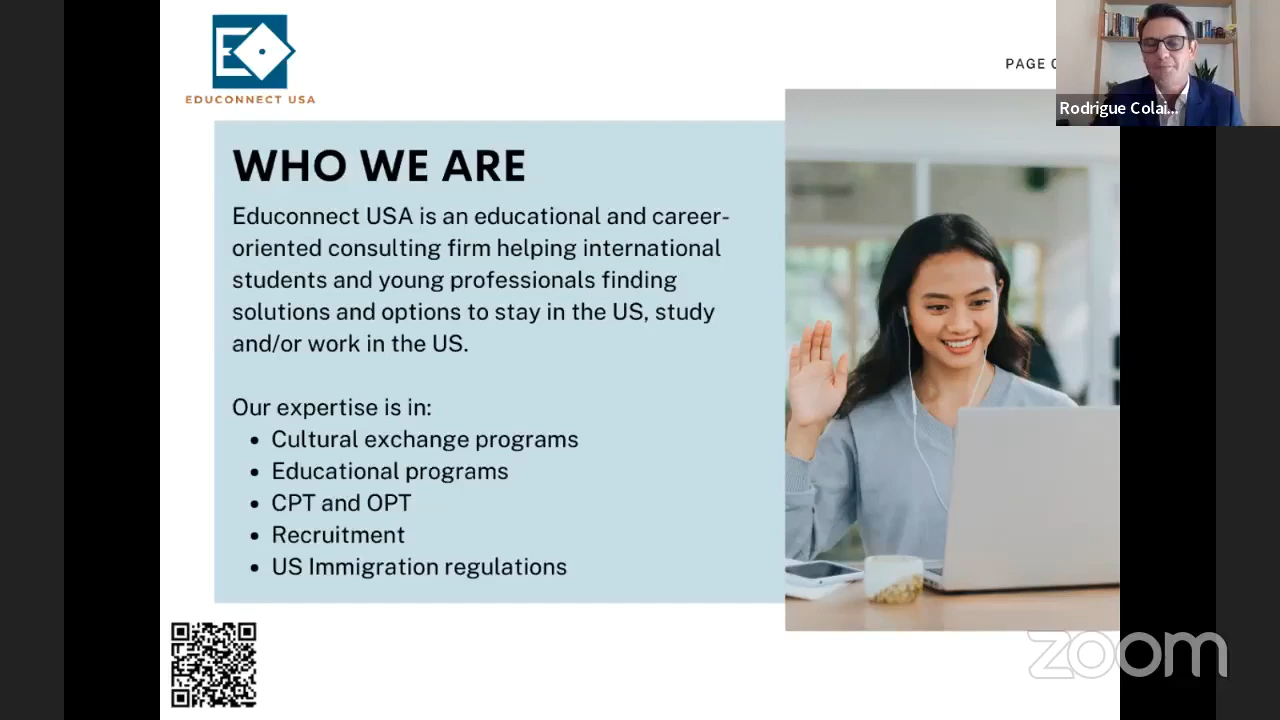 EDUCONNECT USA
PAGE
Rodrigue Colai...
WHO WE ARE
Educonnect USA is an educational and career-
oriented consulting firm helping international
students and young professionals finding
solutions and options to stay in the US, study
and/or work in the US.
Our expertise is in:
• Cultural exchange programs
• Educational programs
• CPT and OPT
• Recruitment
• US Immigration regulations
zoom